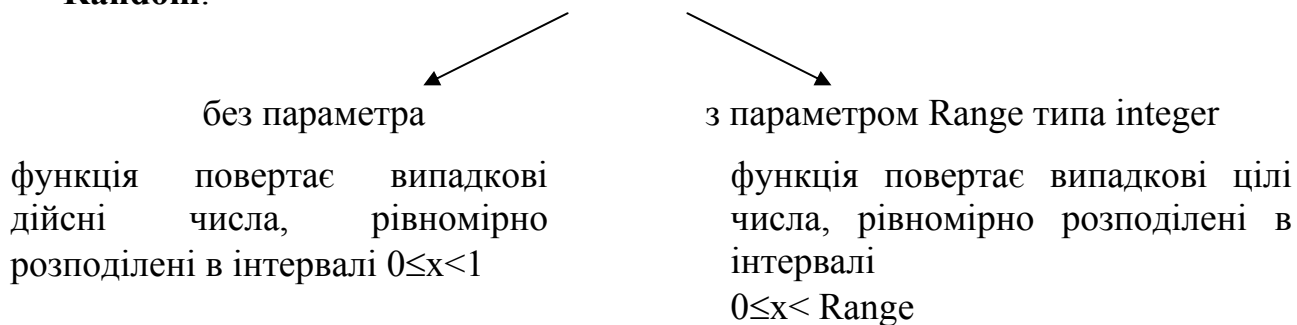 Random:
без параметра
з параметром Range типа integer
функція повертає випадкові
дійсні числа, рівномірно
розподілені в інтервалі 0≤x<1
функція повертає випадкові цілі
числа, рівномірно розподілені в
інтервалі
0≤x< Range